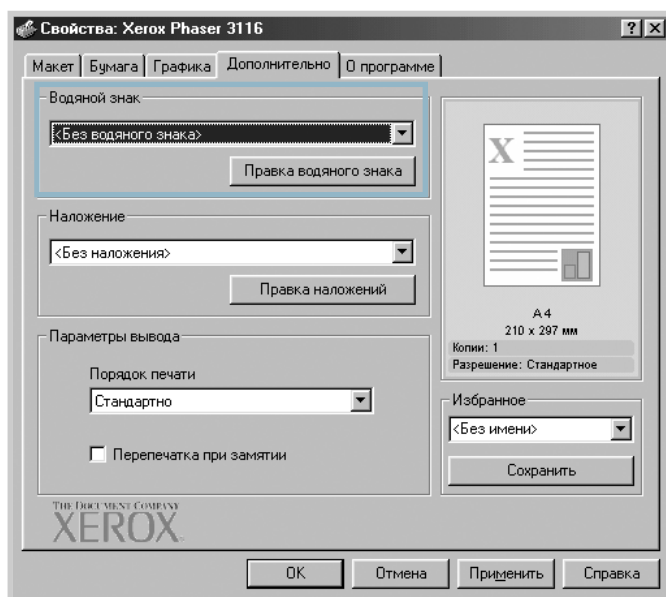 Свойства: Xerox Phaser 3116
Макет Бумага Графика Дополнительно О программе
Водяной знак
<Без водяного знака>
Правка водяного знака
Наложение
<Без наложения>
Правка наложений
Параметры вывода
Порядок печати
Стандартно
Перепечатка при замятии
X
A4
210 x 297 мм
Копии: 1
Разрешение: Стандартное
Избранное
<Без имени>
Сохранить
THE DOCUMENT COMPANY
XEROX
OK Отмена Применить Справка